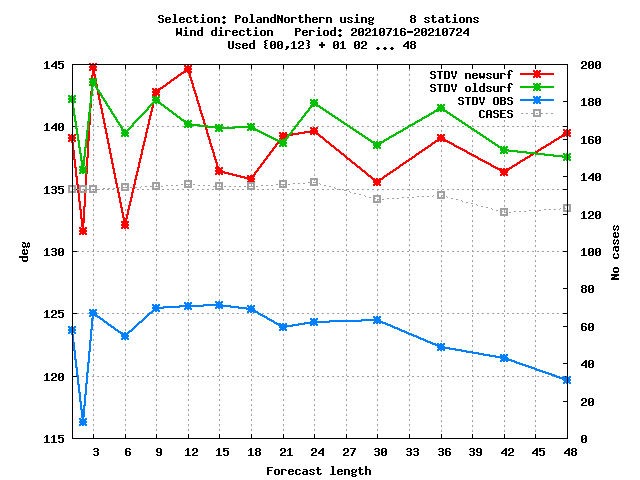 Selection: PolandNorthern using     8 stations
Wind direction   Period: 20210716-20210724
Used {00,12} + 01 02 ... 48
STDV newsurf
STDV oldsurf
STDV OBS
CASES
145
140
135
130
125
120
115
deg
200
180
160
140
120
100
80
60
40
20
0
No cases
3 6 9 12 15 18 21 24 27 30 33 36 39 42 45 48
Forecast length